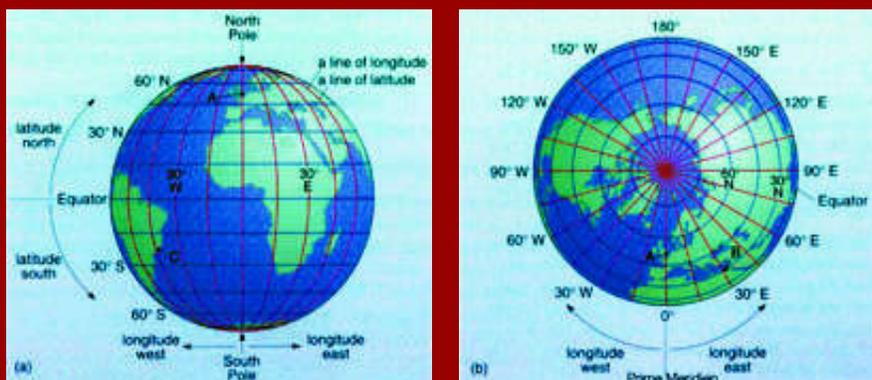 North
Pole
a line of longitude
a line of latitude
60° N
A
latitude
north
30° N
30°
W
30°
E
Equator
C
latitude
south
30° S
60° S
longitude
west
longitude
east
South
Pole
(a)
180°
150° W
150° E
120° W
120° E
90° W
90° E
60°
N
30°
N
Equator
60° W
60° E
A
B
30° W
30° E
0°
longitude
west
longitude
east
Prime Meridian
(b)